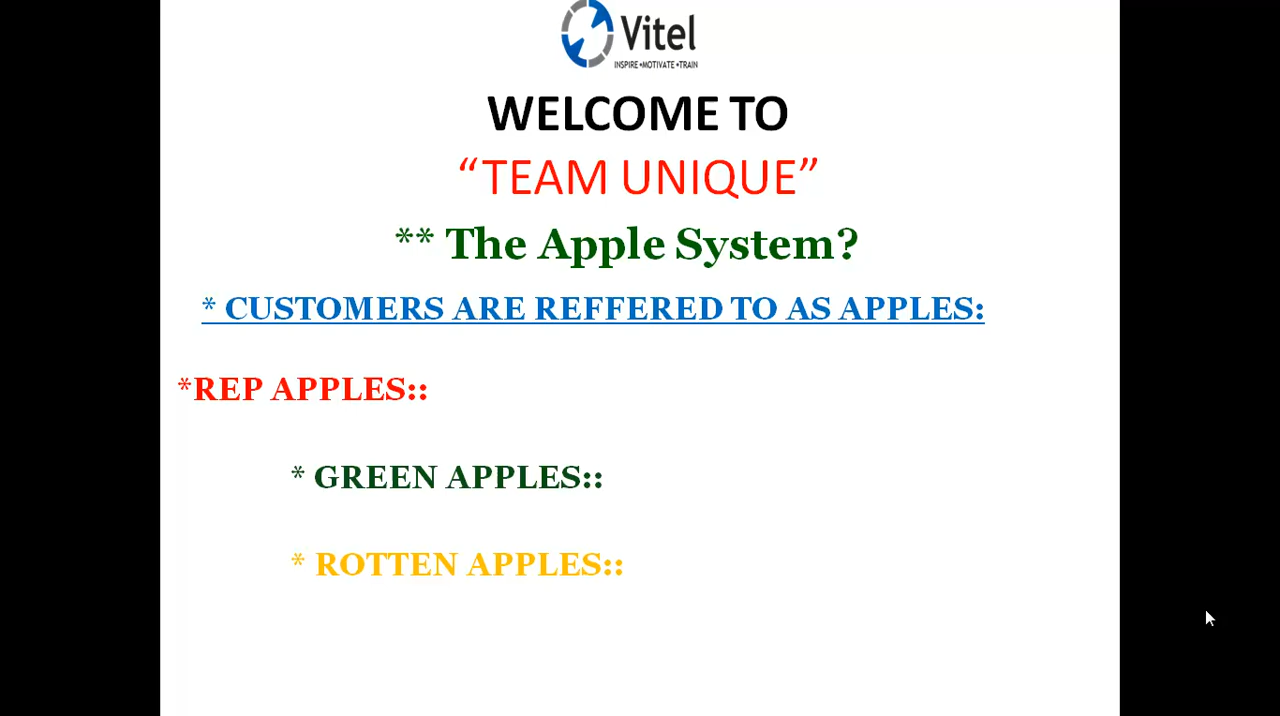 Vitel
INSPIRE •MOTIVATE •TRAIN
WELCOME TO
“TEAM UNIQUE”
** The Apple System?
* CUSTOMERS ARE REFFERED TO AS APPLES:
*REP APPLES::
* GREEN APPLES::
* ROTTEN APPLES::